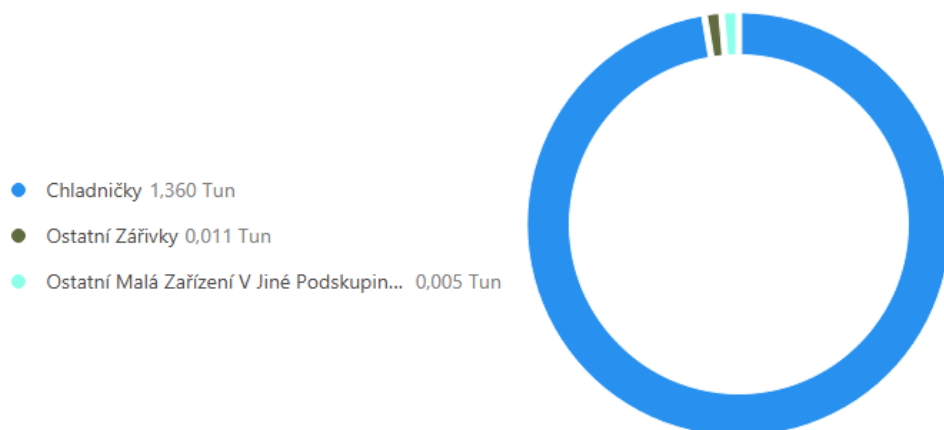 Chladničky 1,360 Tun
Ostatní Zářivky 0,011 Tun
Ostatní Malá Zařízení V Jiné Podskupin... 0,005 Tun